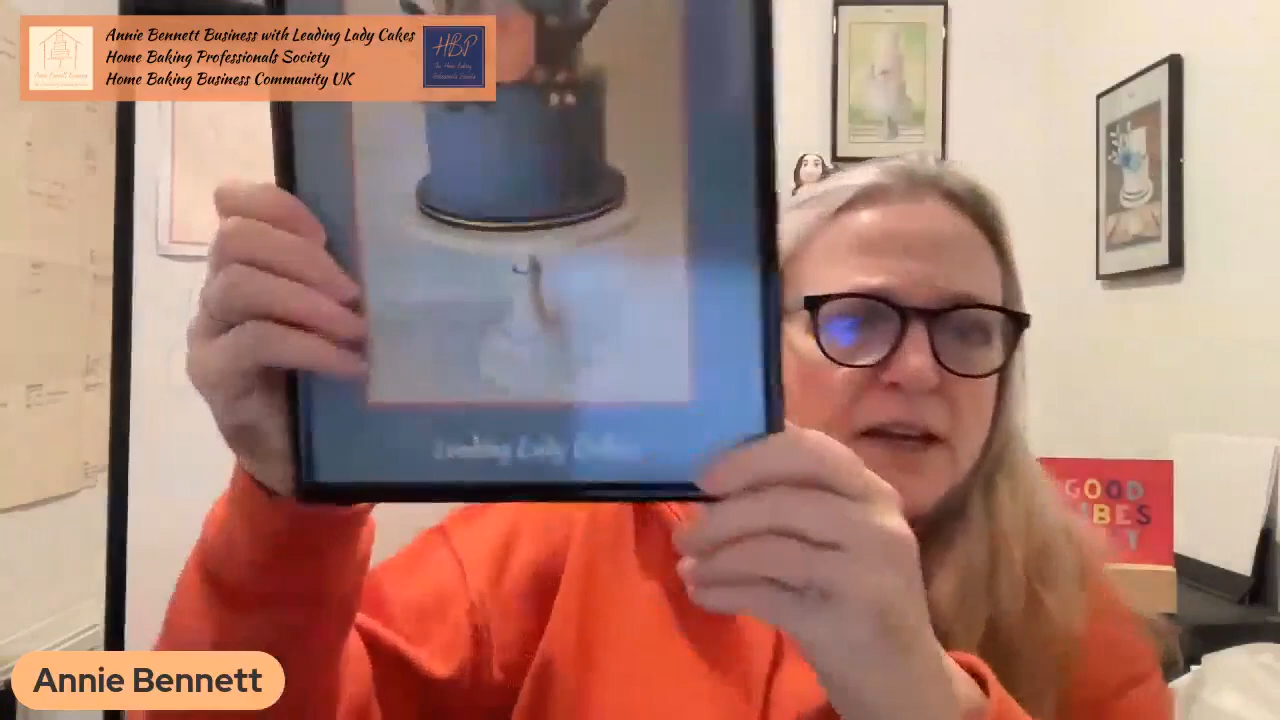 Annie Bennett Business with Leading Lady Cakes
Home Baking Professionals Society
Home Baking Business Community UK
HBP
Leading Lady Cakes
GOOD
Annie Bennett